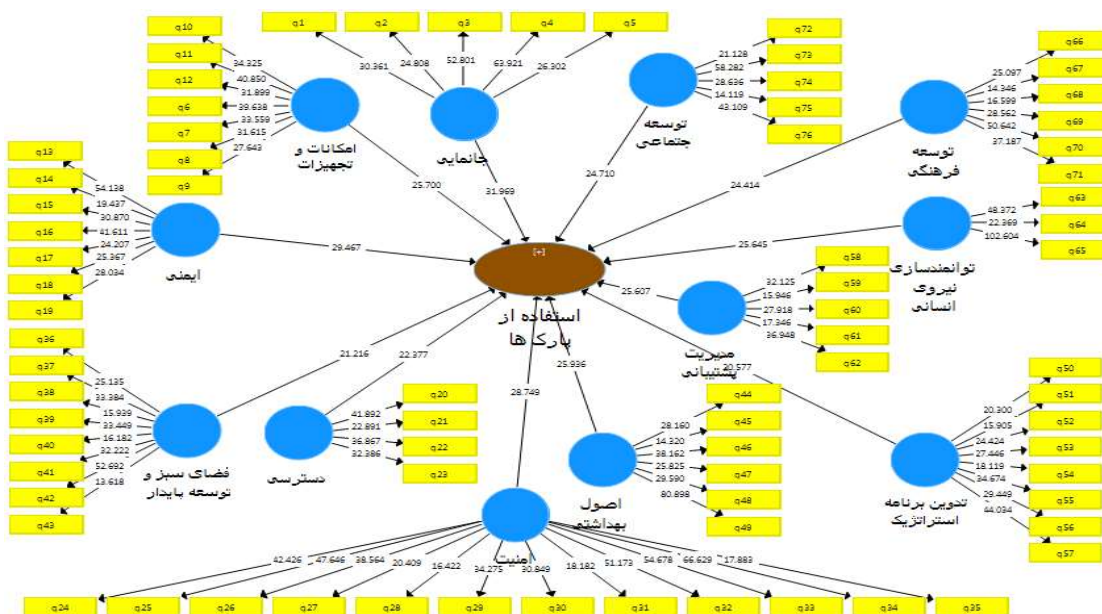 q1
q2
q3
q4
q5
30.361
24.808
52.801
63.921
26.302
جانمایی
31.969
q10
q11
q12
q6
q7
q8
q9
34.325
40.850
31.899
39.638
33.559
31.615
27.643
امکانات و
تجهیزات
25.700
q72
q73
q74
q75
q76
21.128
58.282
28.636
14.119
43.109
توسعه
جتماعی
24.710
q66
q67
q68
q69
q70
q71
25.097
14.346
16.599
28.562
50.642
37.187
توسعه
فرهنگی
24.414
q13
q14
q15
q16
q17
q18
q19
54.138
19.437
30.870
41.611
24.207
25.367
28.034
ایمنی
29.467
q63
q64
q65
48.372
22.369
102.604
توانمندسازی
نیروی
انسانی
25.645
[+]
استفاده از
پارک ها
q58
q59
q60
q61
q62
32.125
15.946
27.918
17.346
36.948
مدیریت
پشتیبانی
25.607
q36
q37
q38
q39
q40
q41
q42
q43
25.135
33.384
15.939
33.449
16.182
32.222
52.692
13.618
فضای سبز و
توسعه پایدار
21.216
q20
q21
q22
q23
41.892
22.891
36.867
32.386
دسترسی
22.377
q44
q45
q46
q47
q48
q49
28.160
14.320
38.162
25.825
29.590
80.898
اصول
بهداشتی
25.936
q50
q51
q52
q53
q54
q55
q56
q57
20.300
15.905
24.424
27.446
18.119
34.674
29.449
44.034
تدوین برنامه
استراتژیک
20.577
28.749
امنیت
42.426
47.646
38.564
20.409
16.422
34.275
30.849
18.182
51.173
54.678
66.629
17.883
q24
q25
q26
q27
q28
q29
q30
q31
q32
q33
q34
q35